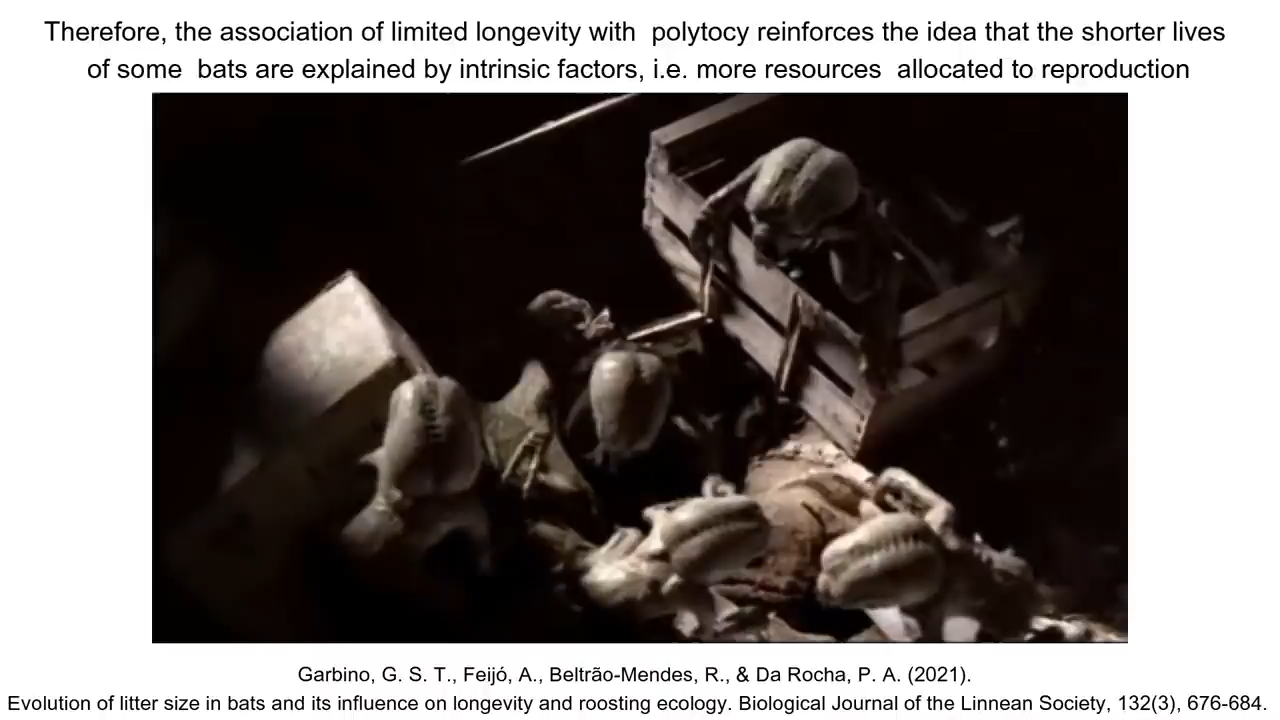 Therefore, the association of limited longevity with  polytocy reinforces the idea that the shorter lives
of some  bats are explained by intrinsic factors, i.e. more resources  allocated to reproduction
Garbino, G. S. T., Feijó, A., Beltrão-Mendes, R., & Da Rocha, P. A. (2021).
Evolution of litter size in bats and its influence on longevity and roosting ecology. Biological Journal of the Linnean Society, 132(3), 676-684.